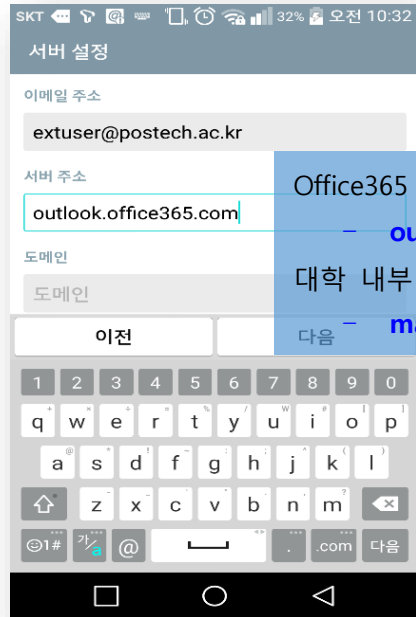 SKT 32% 오전 10:32
서버 설정
이메일 주소
extuser@postech.ac.kr
서버 주소
outlook.office365.com
Office365
도메인
도메인
대학 내부
이전
다음
1 2 3 4 5 6 7 8 9 0
q w e r t y u i o p
a s d f g h j k l
z x c v b n m
☺1# 가/a @ . .com 다음